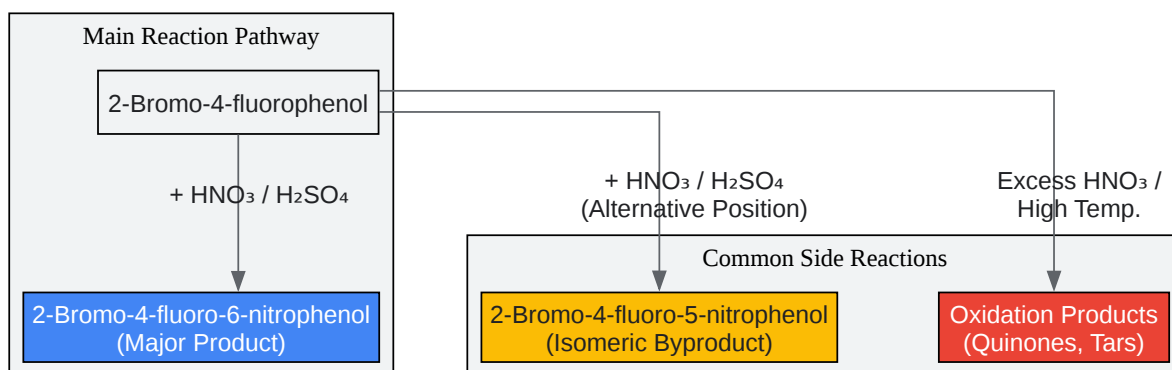 Main Reaction Pathway
2-Bromo-4-fluorophenol
+ HNO₃ / H₂SO₄
2-Bromo-4-fluoro-6-nitrophenol
(Major Product)
+ HNO₃ / H₂SO₄
(Alternative Position)
Excess HNO₃ /
High Temp.
Common Side Reactions
2-Bromo-4-fluoro-5-nitrophenol
(Isomeric Byproduct)
Oxidation Products
(Quinones, Tars)